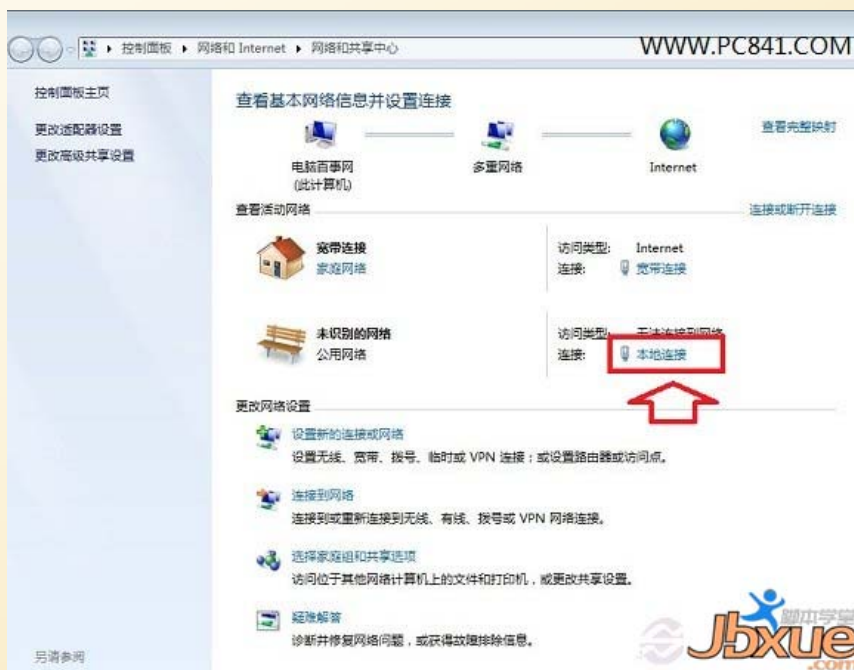 控制面板 ▸ 网络和 Internet ▸ 网络和共享中心
WWW.PC841.COM
控制面板主页
更改适配器设置
更改高级共享设置
另请参阅
查看基本网络信息并设置连接
查看完整映射
电脑百事网
(此计算机)
多重网络
Internet
查看活动网络
连接或断开连接
宽带连接
家庭网络
访问类型: Internet
连接: 宽带连接
未识别的网络
公用网络
访问类型: 无法连接到网络
连接: 本地连接
更改网络设置
设置新的连接或网络
设置无线、宽带、拨号、临时或 VPN 连接；或设置路由器或访问点。
连接到网络
连接到或重新连接到无线、有线、拨号或 VPN 网络连接。
选择家庭组和共享选项
访问位于其他网络计算机上的文件和打印机，或更改共享设置。
疑难解答
诊断并修复网络问题，或获得故障排除信息。
脚本学堂
Jbxue
.com